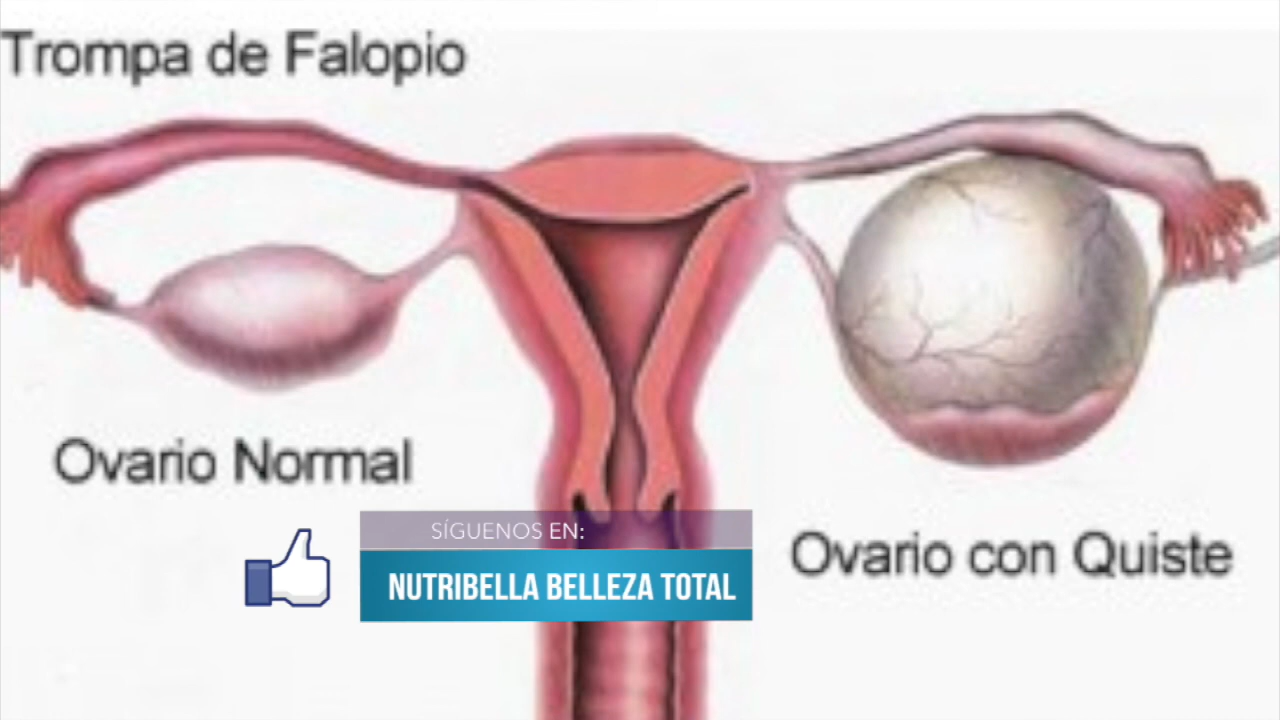 Trompa de Falopio
Ovario Normal
Ovario con Quiste
SÍGUENOS EN:
NUTRIBELLA BELLEZA TOTAL